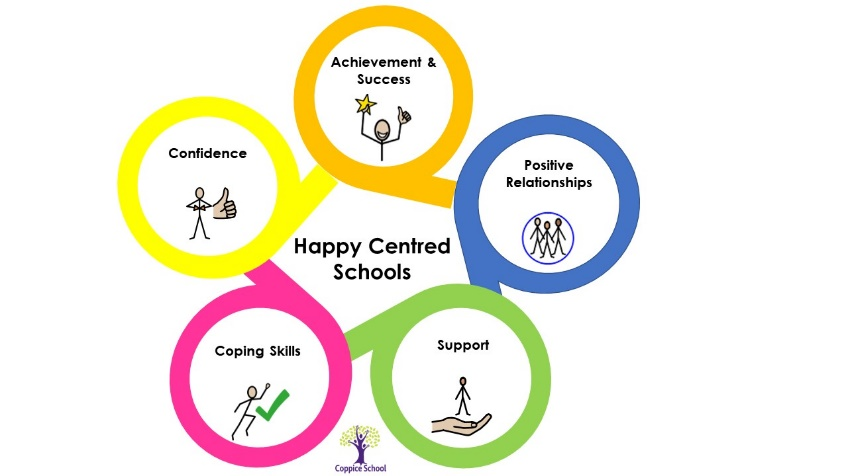 Achievement &
Success
Confidence
Positive
Relationships
Happy Centred
Schools
Coping Skills
Support
Coppice School